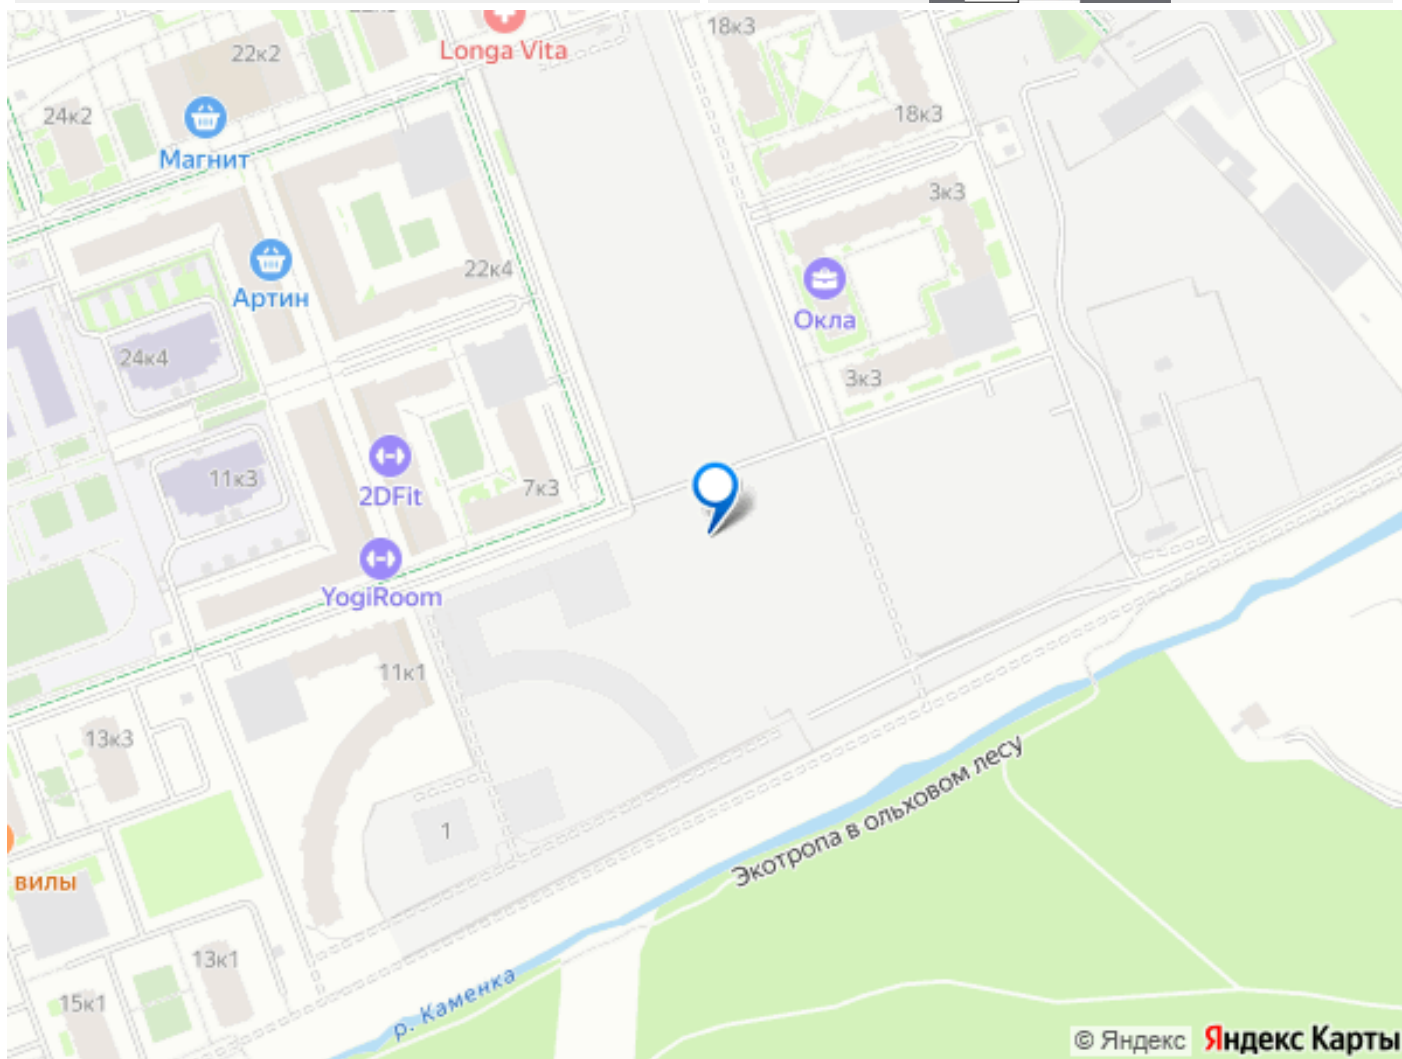 18к3
Longa Vita
22к2
24к2
18к3
Магнит
3к3
22к4
Артин
Окла
24к4
3к3
11к3
2DFit
7к3
YogiRoom
11к1
13к3
1
Экотропа в ольховом лесу
вилы
13к1
15к1
р. Каменка
© Яндекс Яндекс Карты